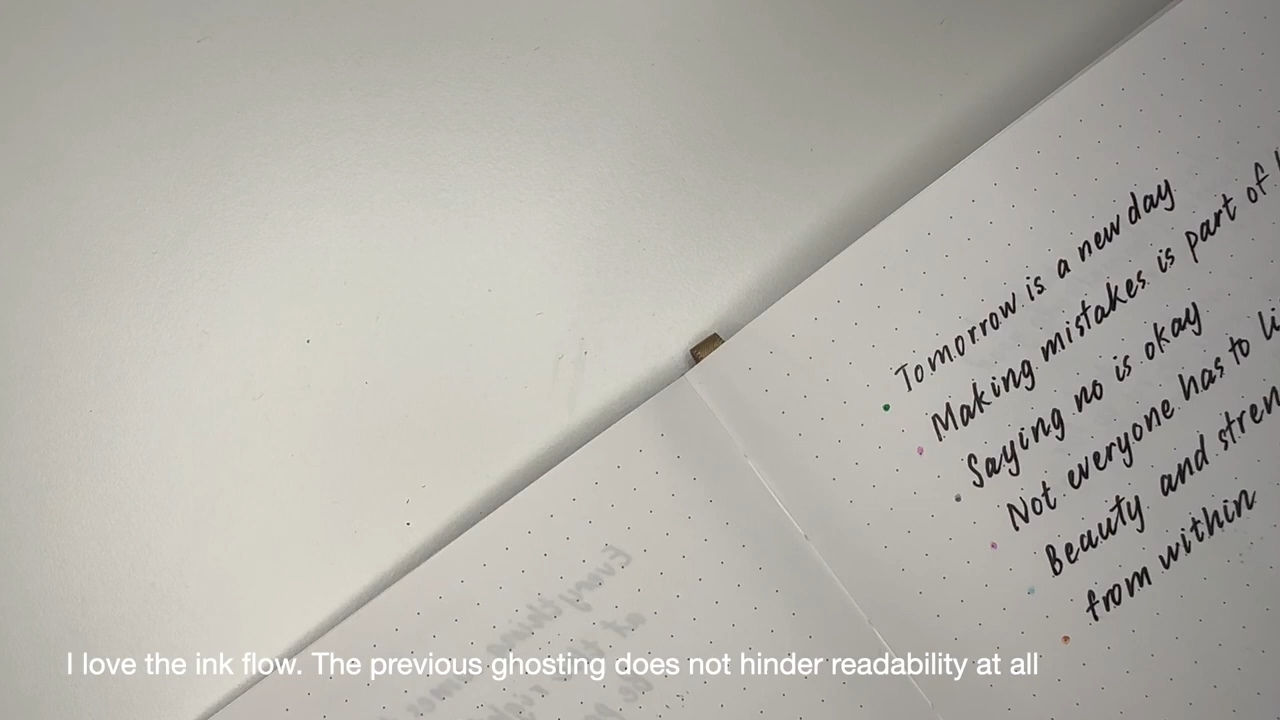 Tomorrow is a new day
Making mistakes is part of
Saying no is okay
Not everyone has to
Beauty and
from within
Everything
I love the ink flow. The previous ghosting does not hinder readability at all